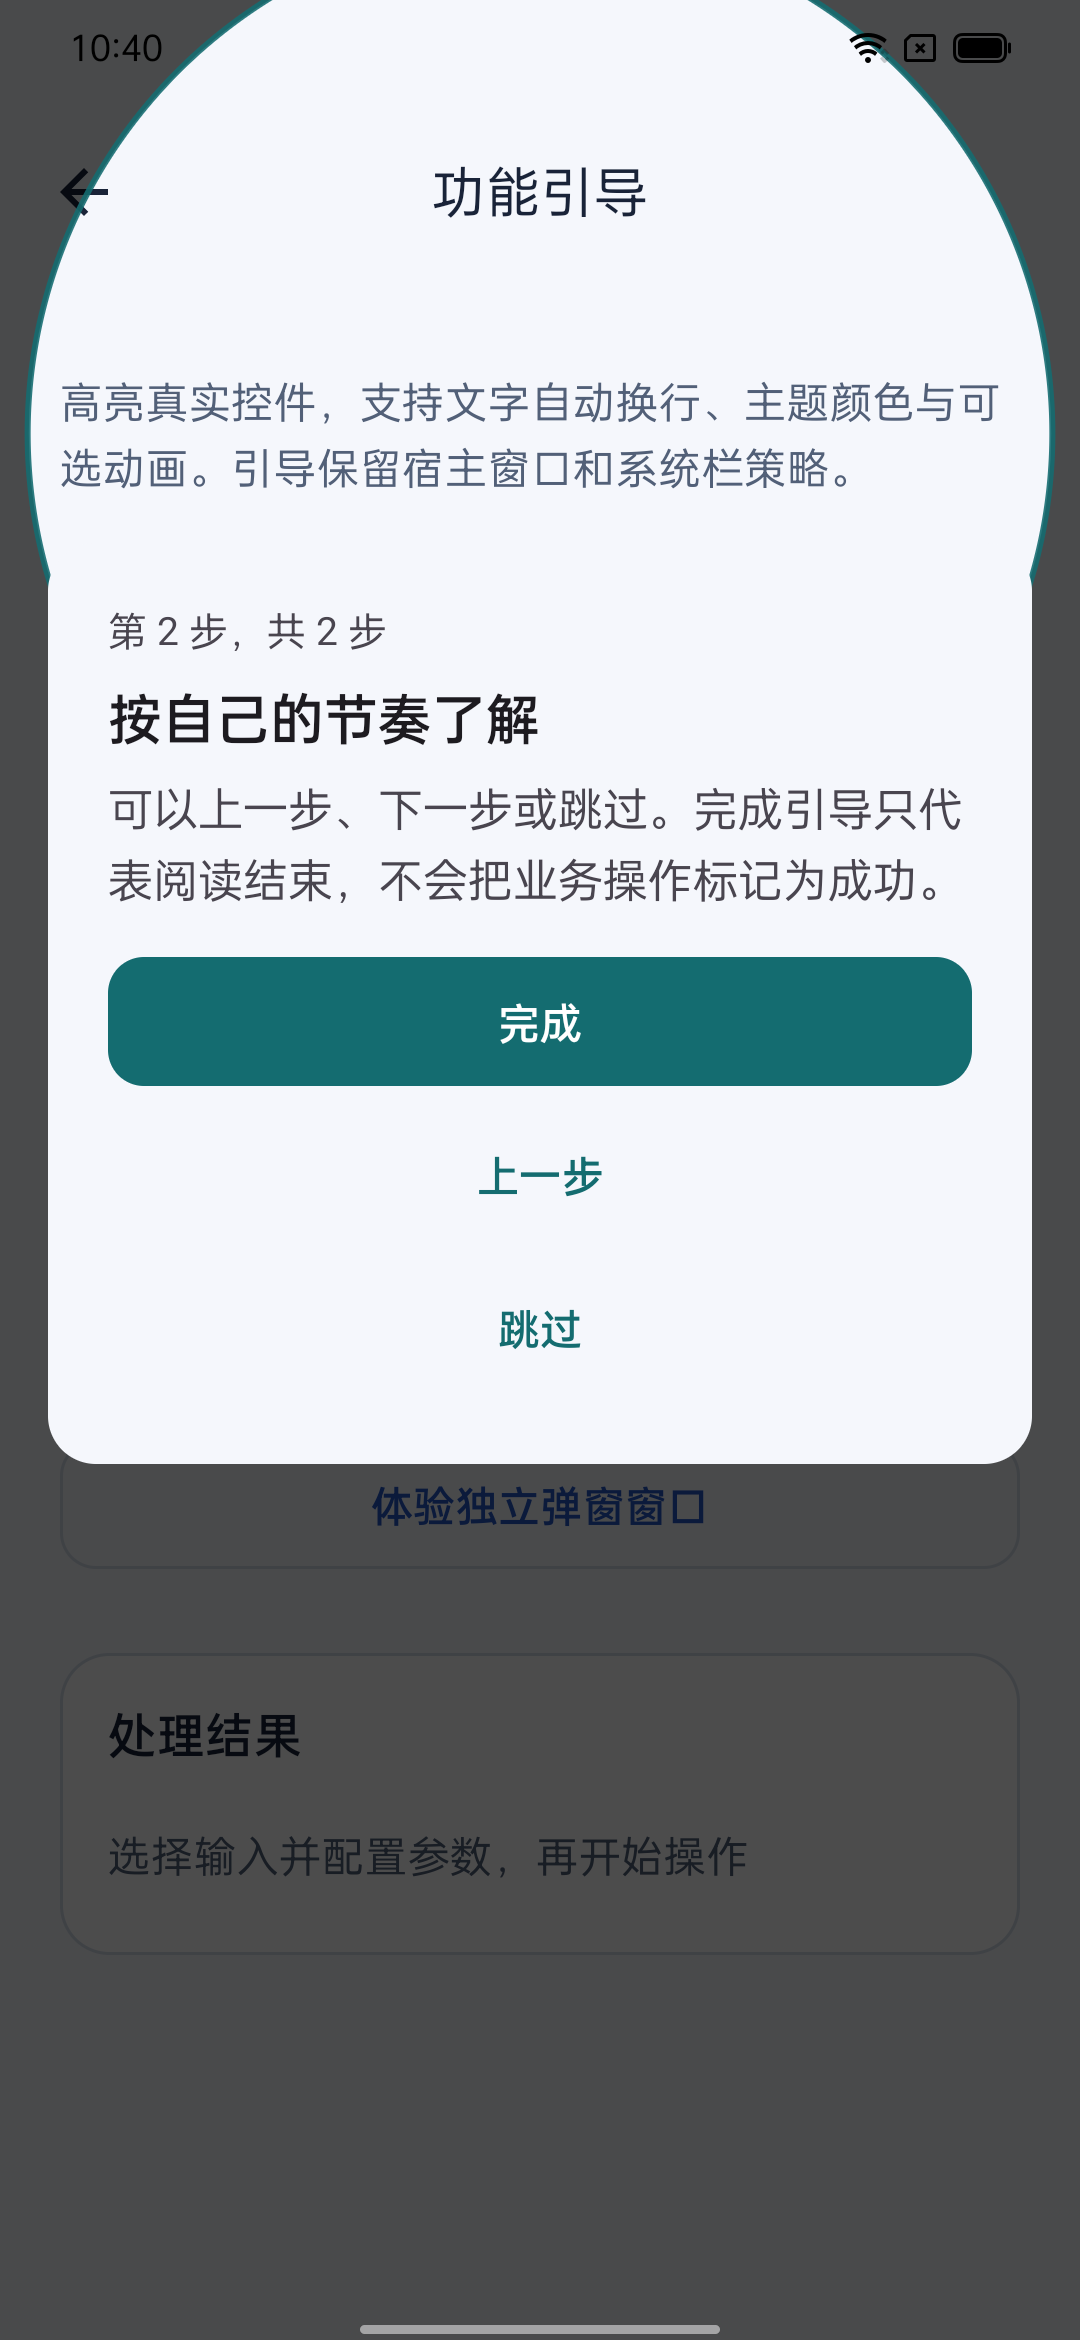 10:40
功能引导
高亮真实控件，支持文字自动换行、主题颜色与可
选动画。引导保留宿主窗口和系统栏策略。
第 2 步，共 2 步
按自己的节奏了解
可以上一步、下一步或跳过。完成引导只代
表阅读结束，不会把业务操作标记为成功。
完成
上一步
跳过
体验独立弹窗窗口
处理结果
选择输入并配置参数，再开始操作